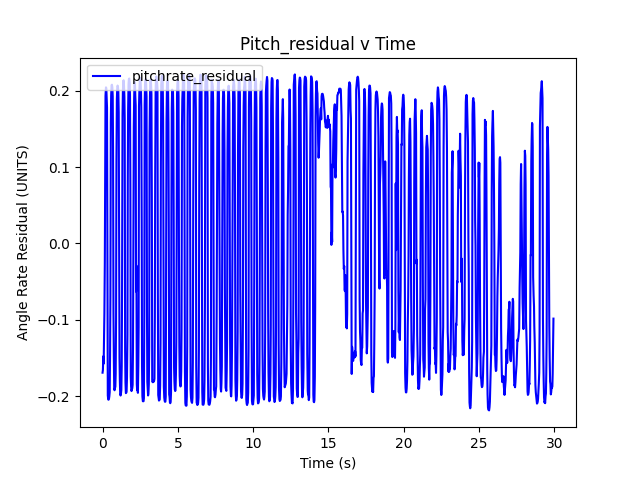 Pitch_residual v Time
pitchrate_residual
Angle Rate Residual (UNITS)
0.2
0.1
0.0
−0.1
−0.2
0 5 10 15 20 25 30
Time (s)